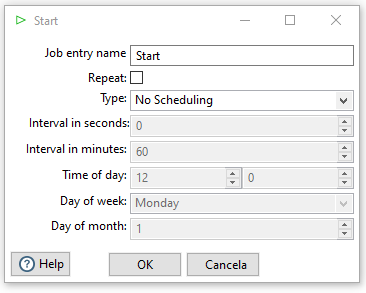 Start
Job entry name Start
Repeat:
Type: No Scheduling
Interval in seconds: 0
Interval in minutes: 60
Time of day: 12 0
Day of week: Monday
Day of month: 1
Help OK Cancela